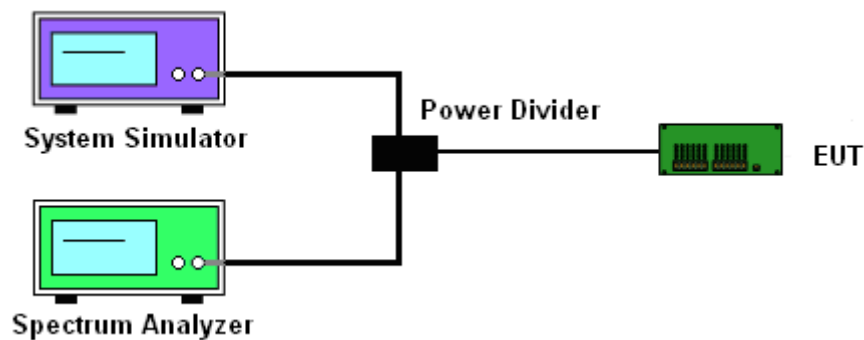 Power Divider
System Simulator
EUT
Spectrum Analyzer